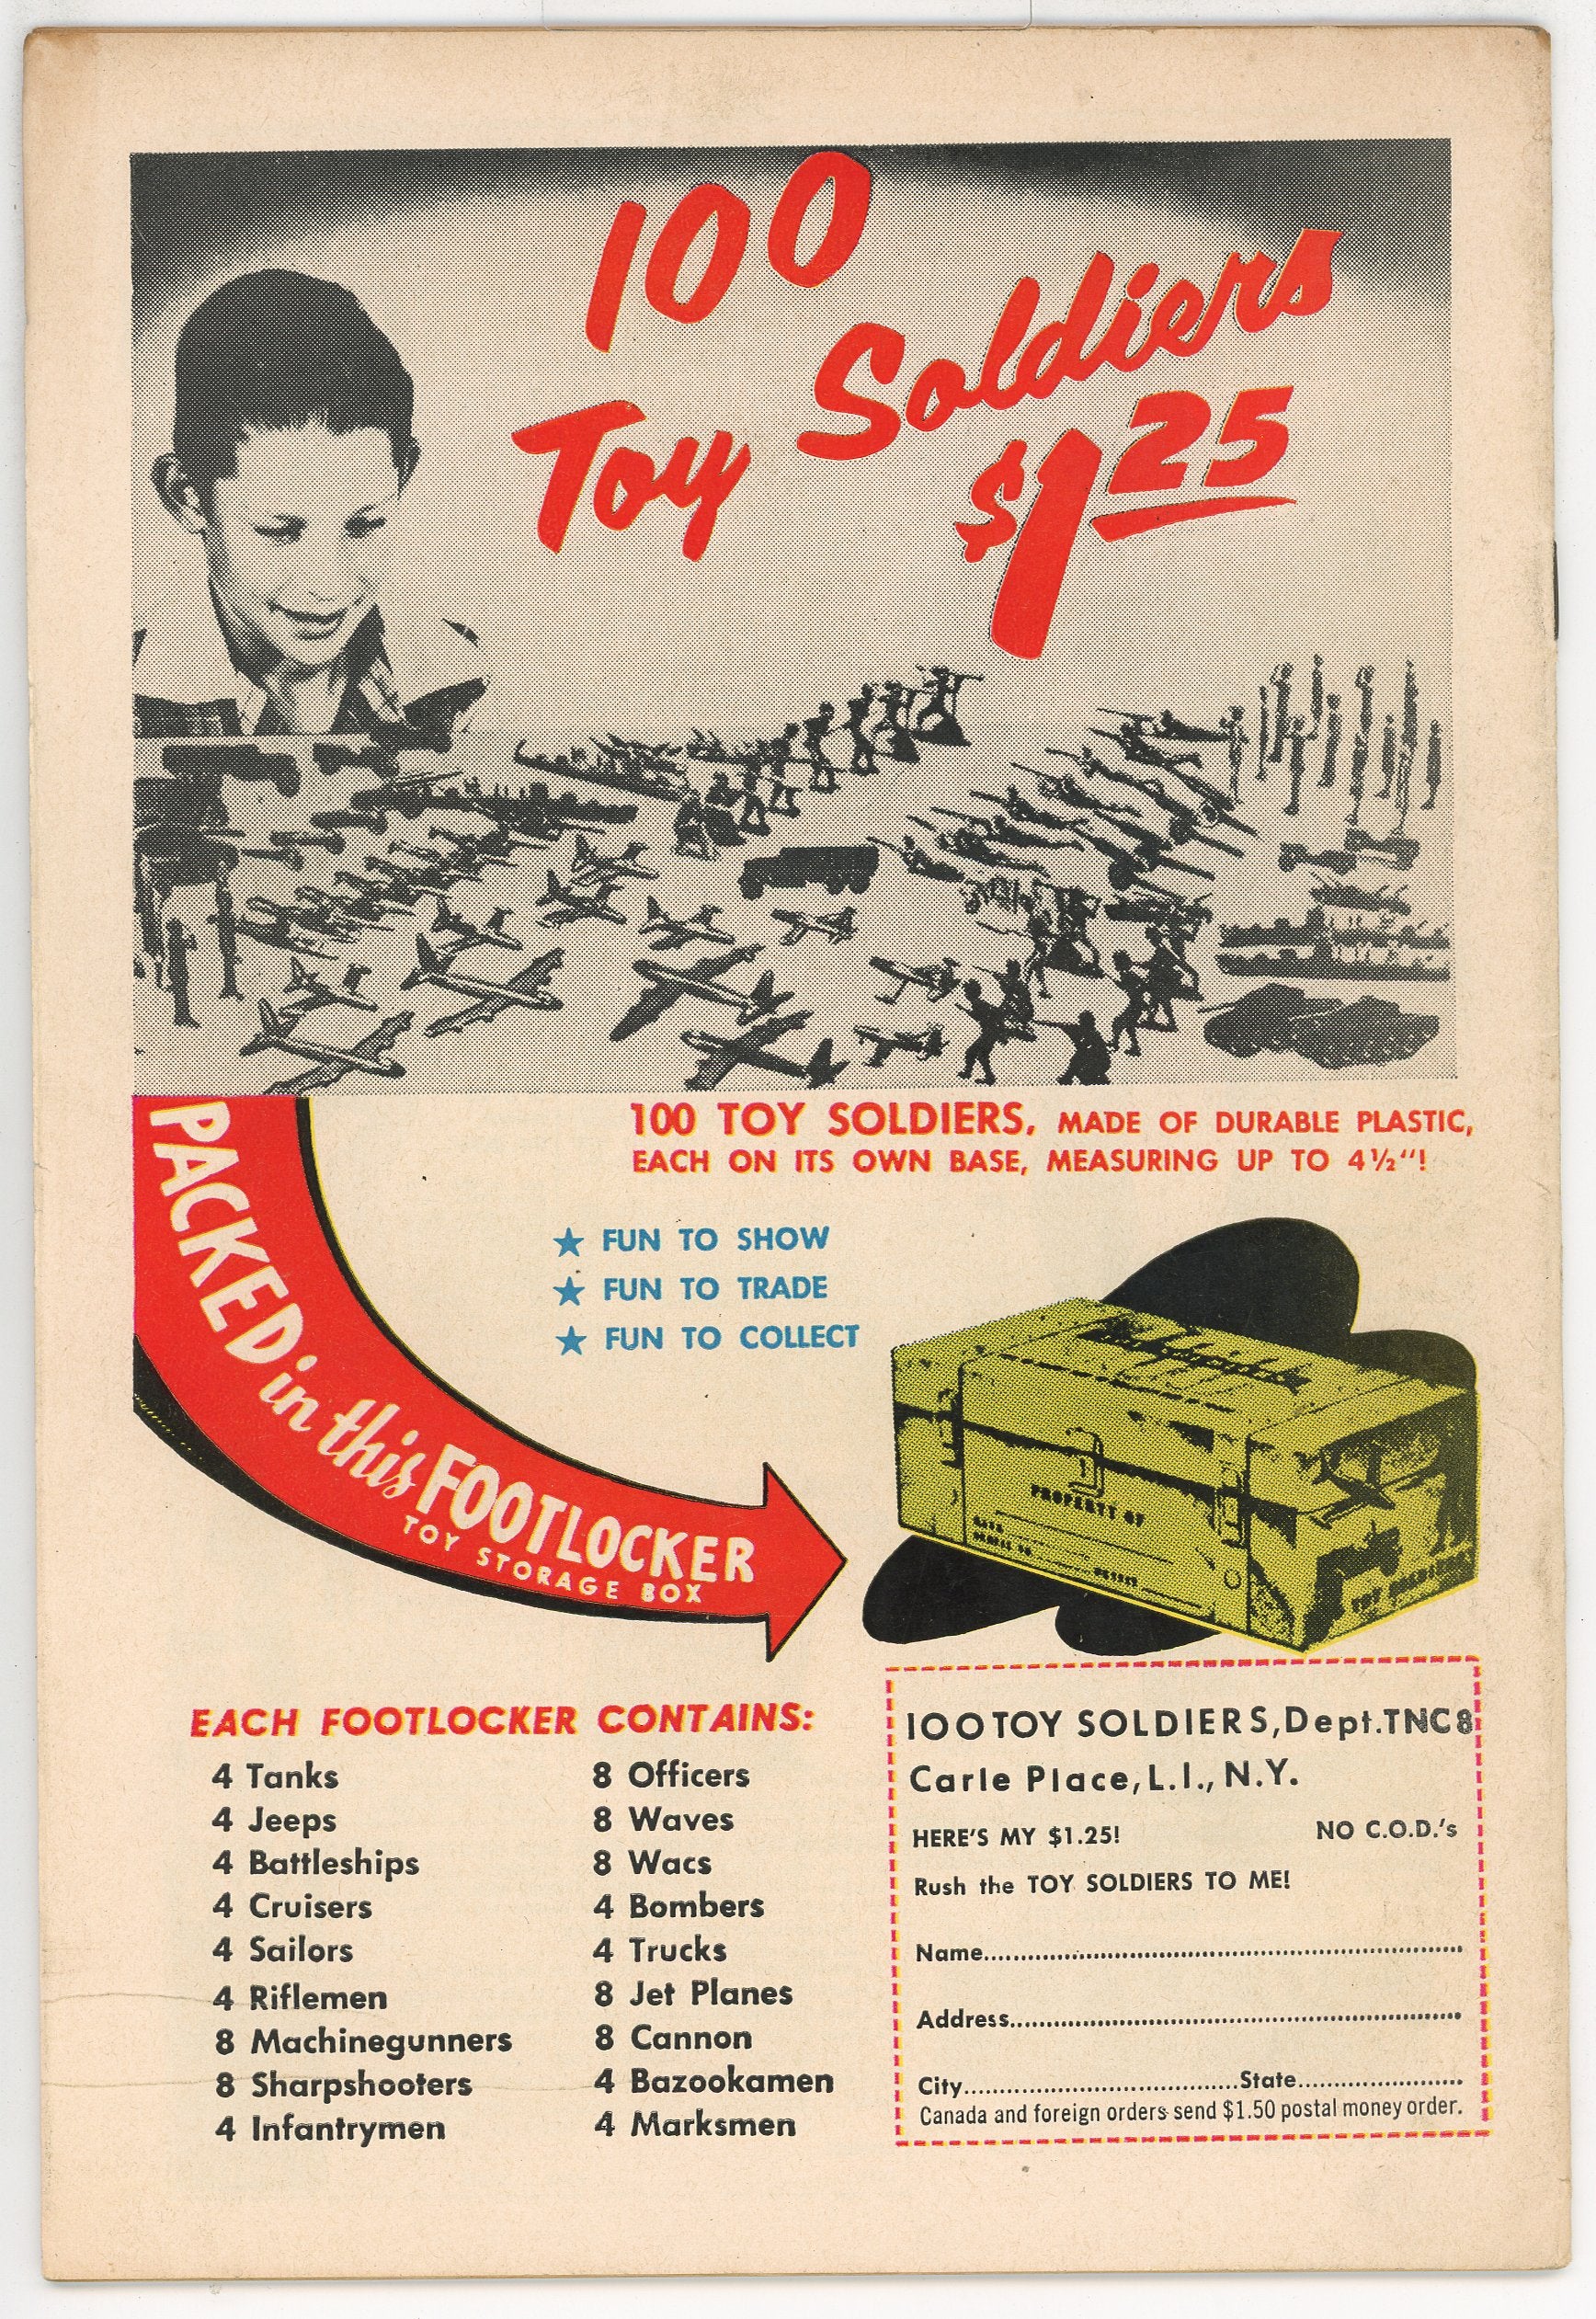 100
Toy Soldiers
$1 25
100 TOY SOLDIERS, MADE OF DURABLE PLASTIC,
EACH ON ITS OWN BASE, MEASURING UP TO 4½"!
★ FUN TO SHOW
★ FUN TO TRADE
★ FUN TO COLLECT
PACKED in this FOOTLOCKER
TOY STORAGE BOX
PROPERTY OF
TOY SOLDIERS
EACH FOOTLOCKER CONTAINS:
4 Tanks
4 Jeeps
4 Battleships
4 Cruisers
4 Sailors
4 Riflemen
8 Machinegunners
8 Sharpshooters
4 Infantrymen
8 Officers
8 Waves
8 Wacs
4 Bombers
4 Trucks
8 Jet Planes
8 Cannon
4 Bazookamen
4 Marksmen
100 TOY SOLDIERS, Dept. TNC 8
Carle Place, L.I., N.Y.
HERE'S MY $1.25! NO C.O.D.'s
Rush the TOY SOLDIERS TO ME!
Name
Address
City State
Canada and foreign orders send $1.50 postal money order.